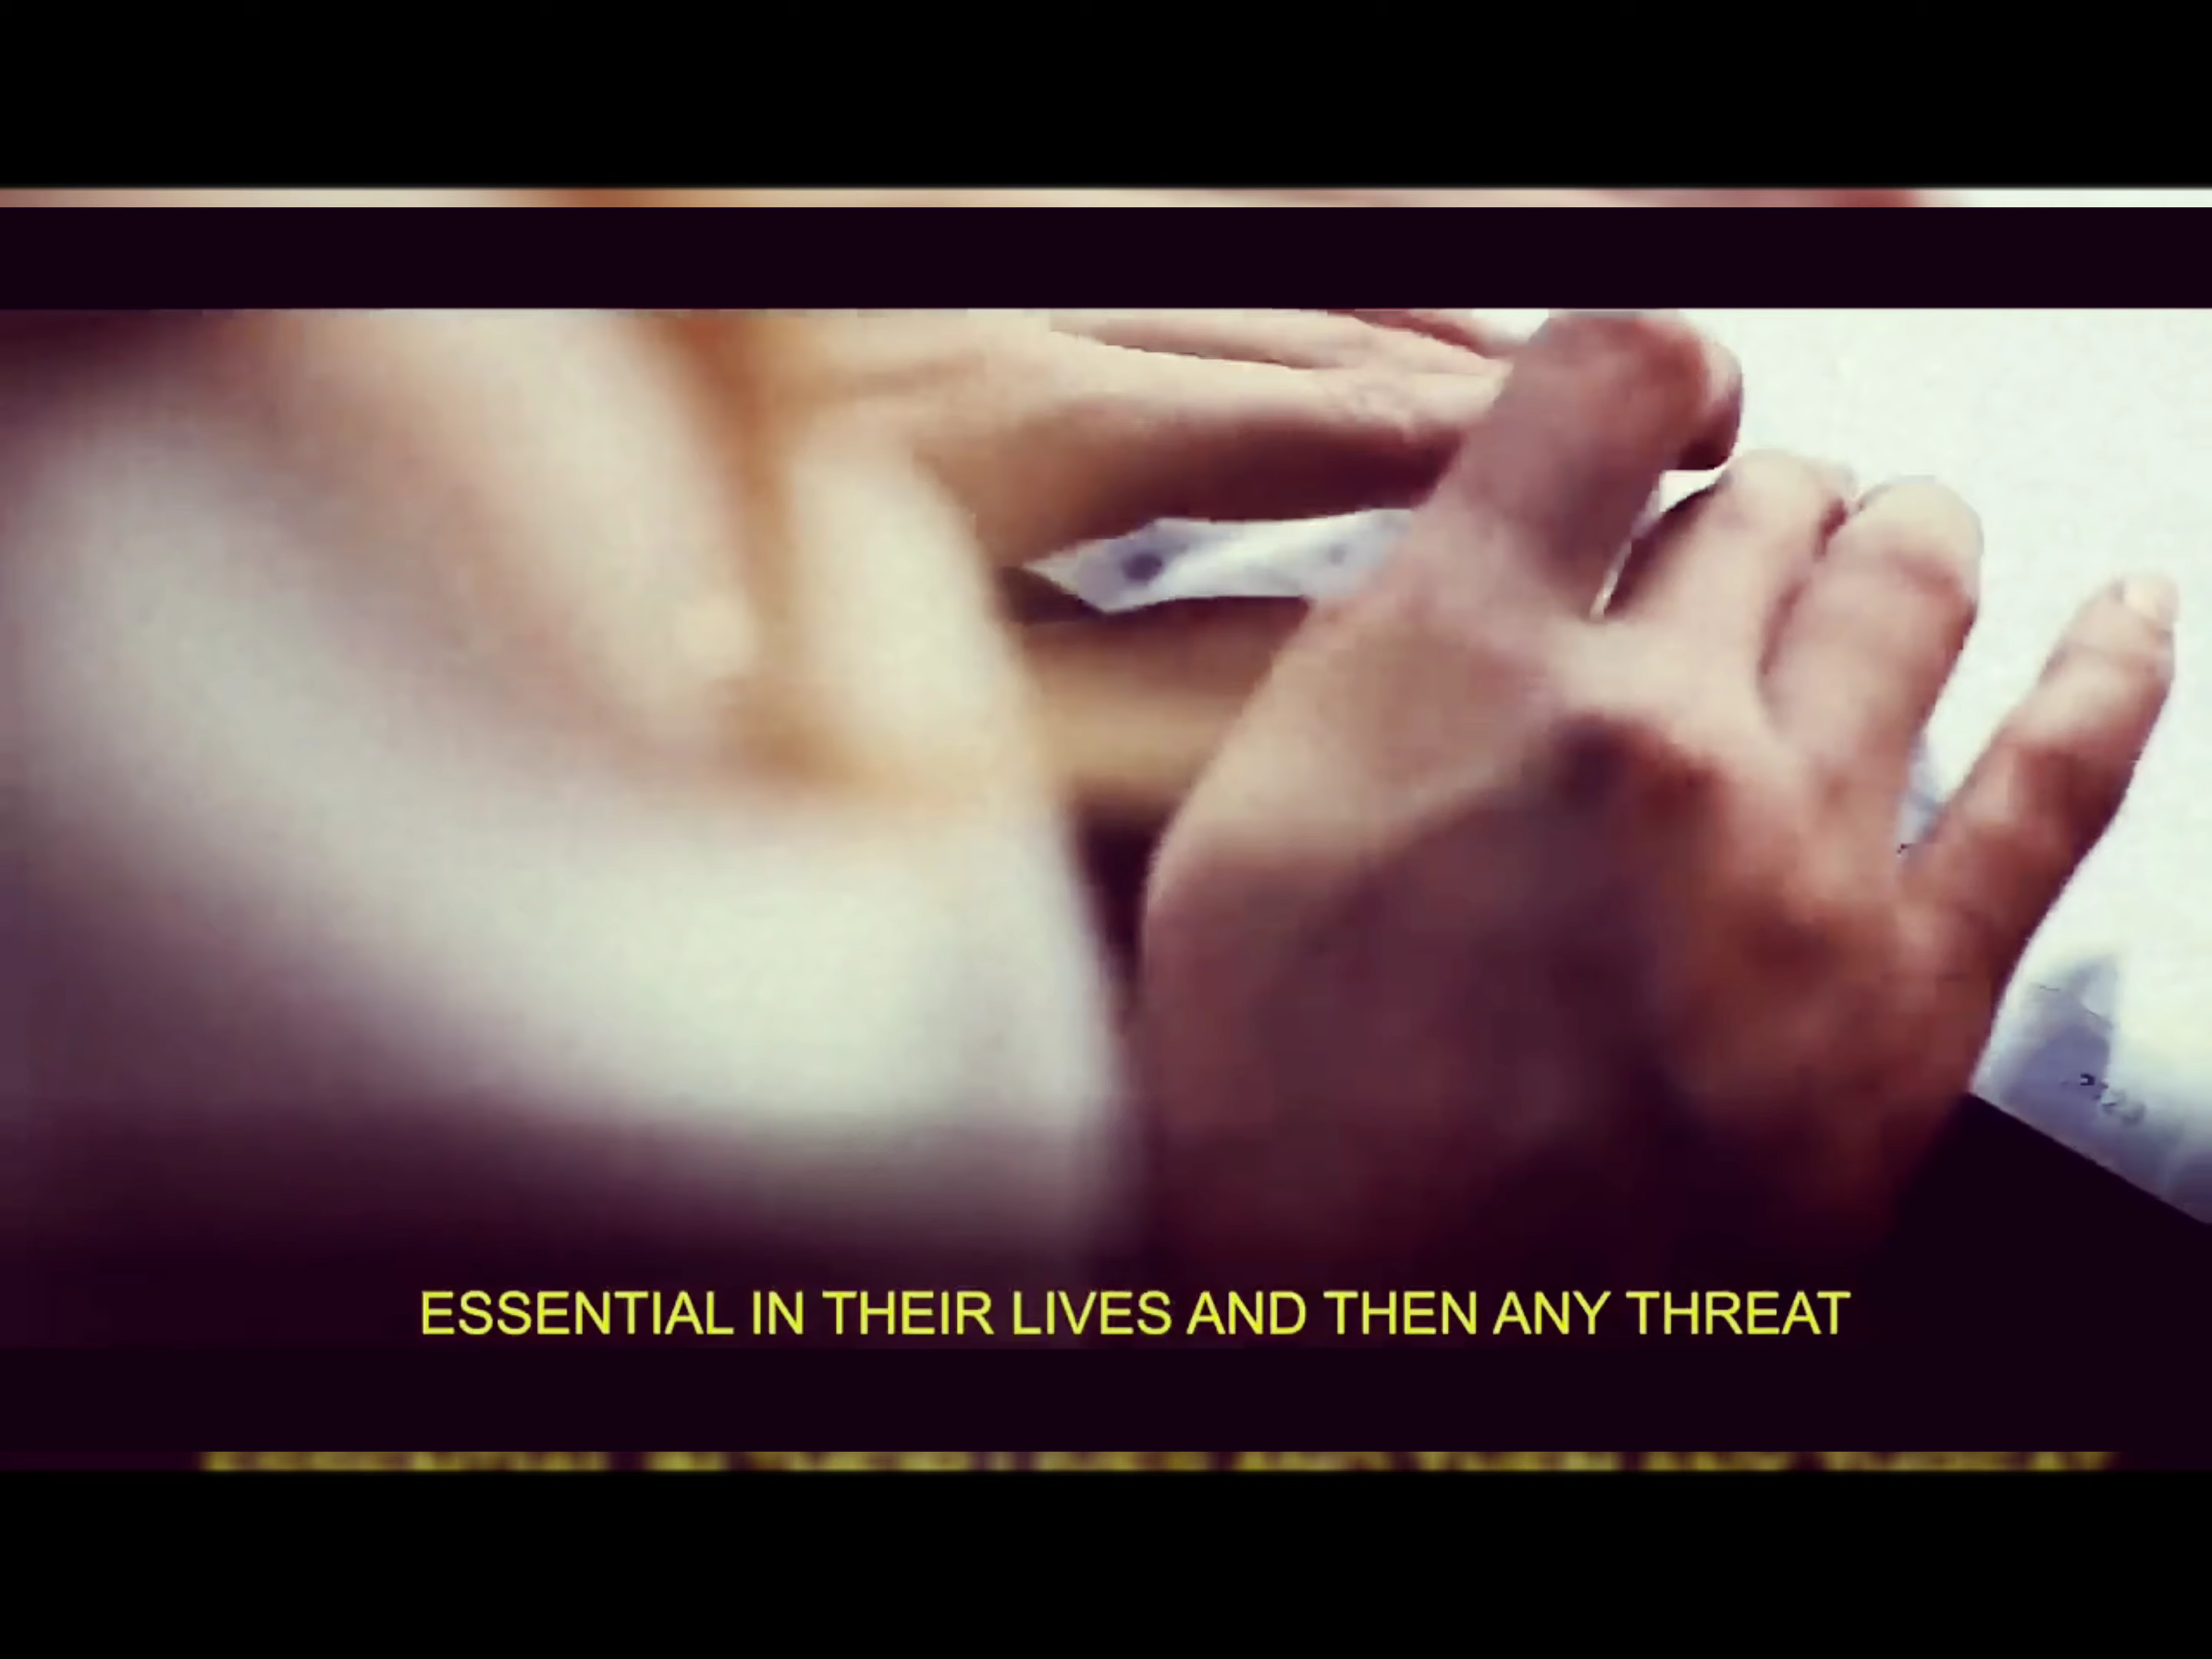 ESSENTIAL IN THEIR LIVES AND THEN ANY THREAT